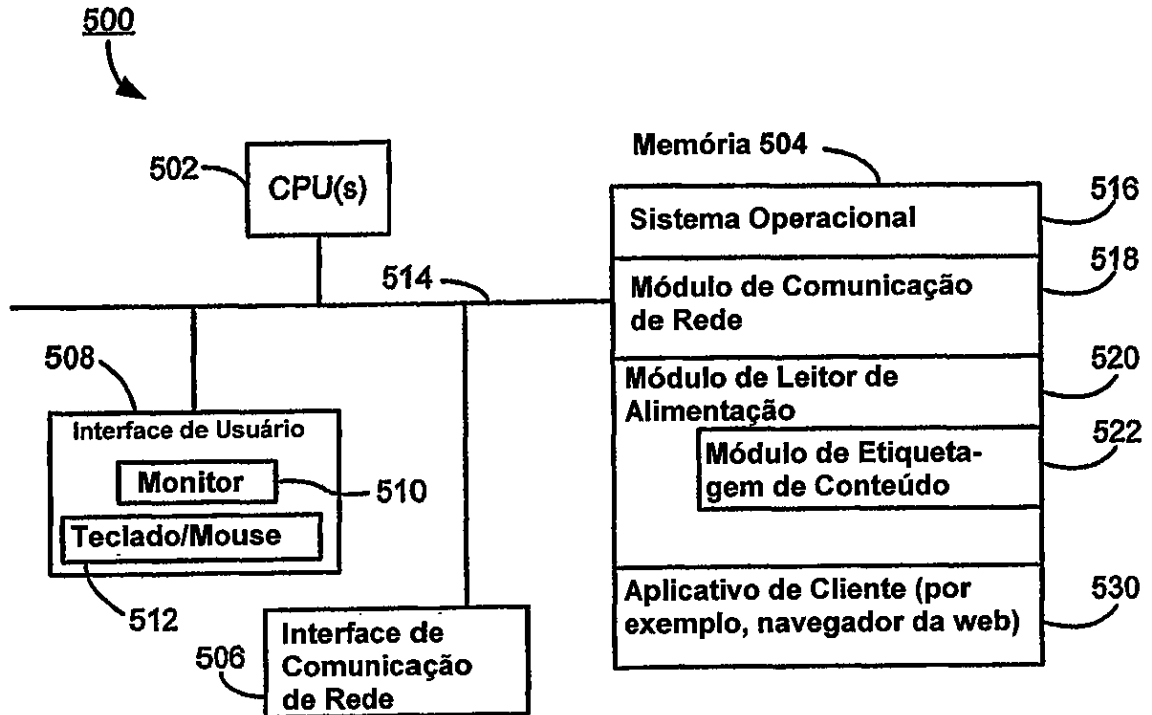 500
502
CPU(s)
514
508
Interface de Usuário
Monitor
510
Teclado/Mouse
512
506
Interface de
Comunicação
de Rede
Memória 504
Sistema Operacional
516
Módulo de Comunicação
de Rede
518
Módulo de Leitor de
Alimentação
520
Módulo de Etiqueta-
gem de Conteúdo
522
Aplicativo de Cliente (por
exemplo, navegador da web)
530